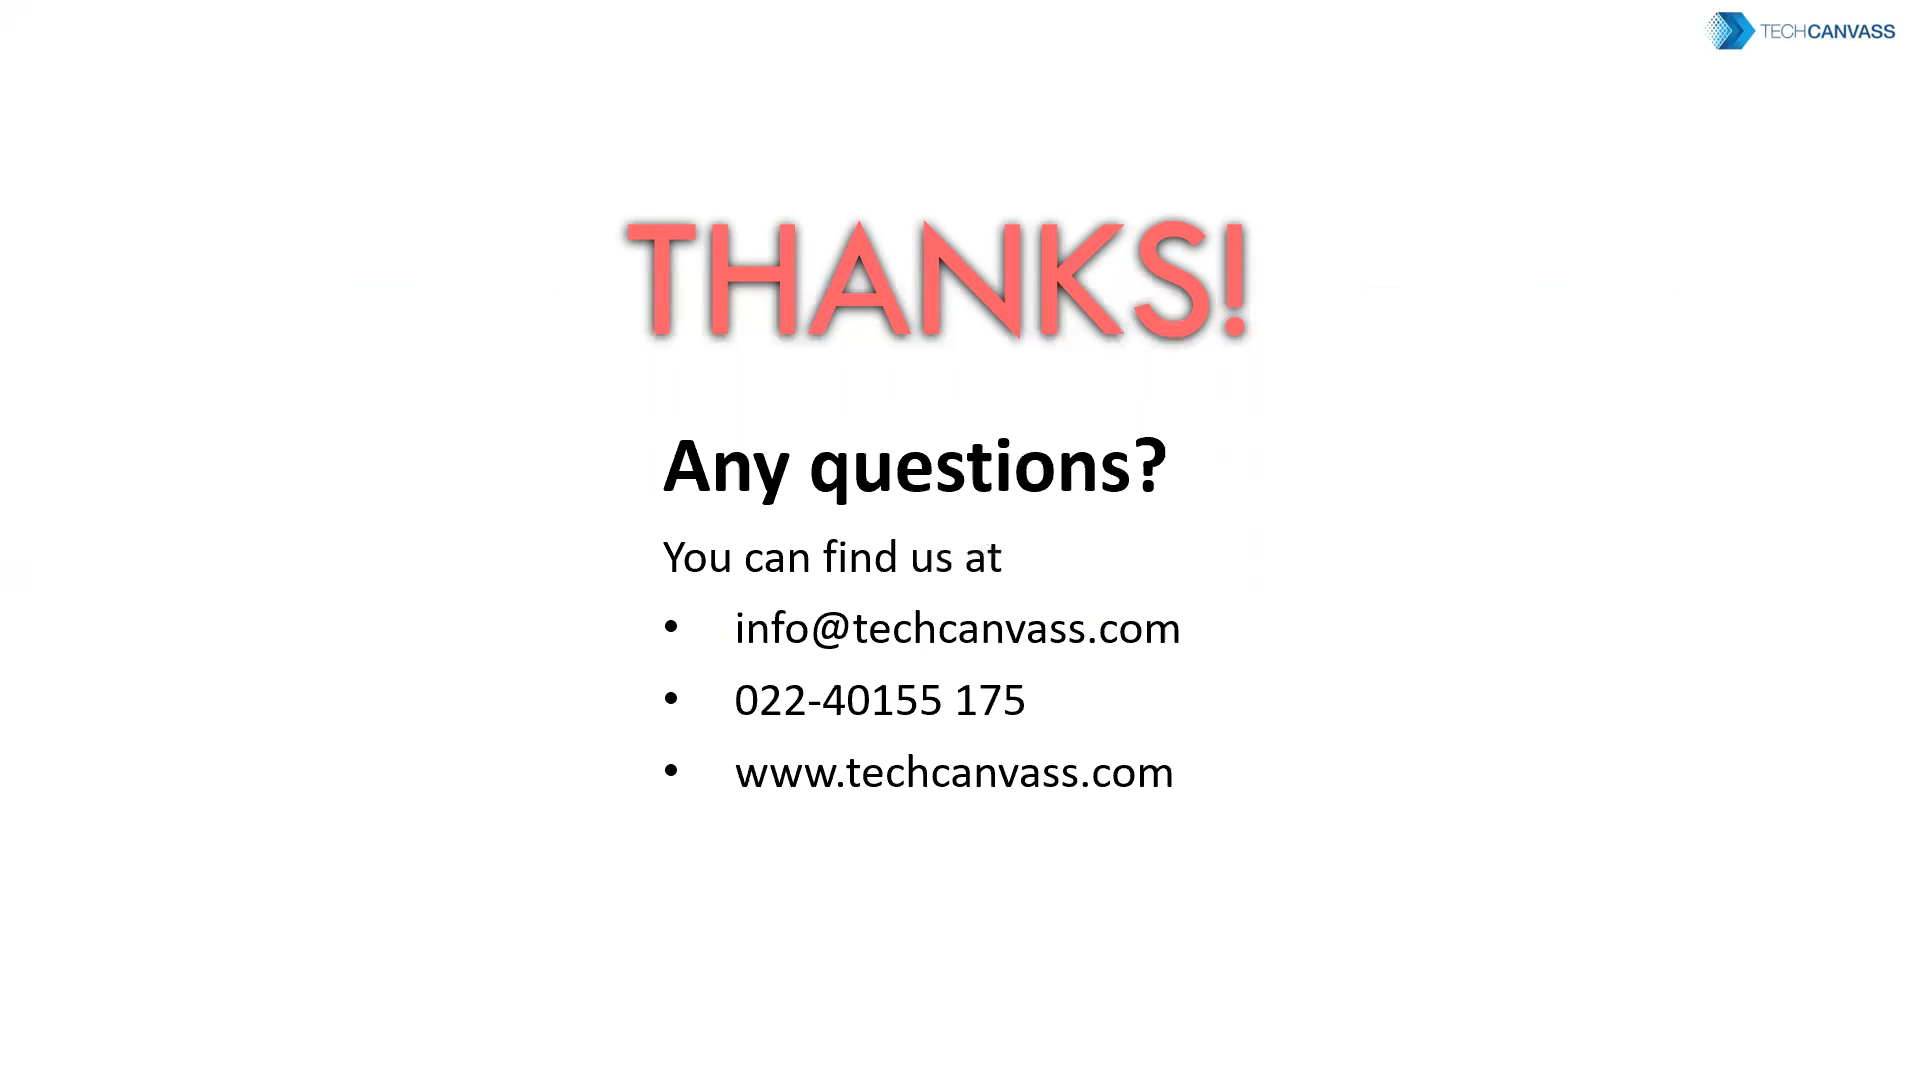 TECHCANVASS
THANKS!
Any questions?
You can find us at
• info@techcanvass.com
• 022-40155 175
• www.techcanvass.com